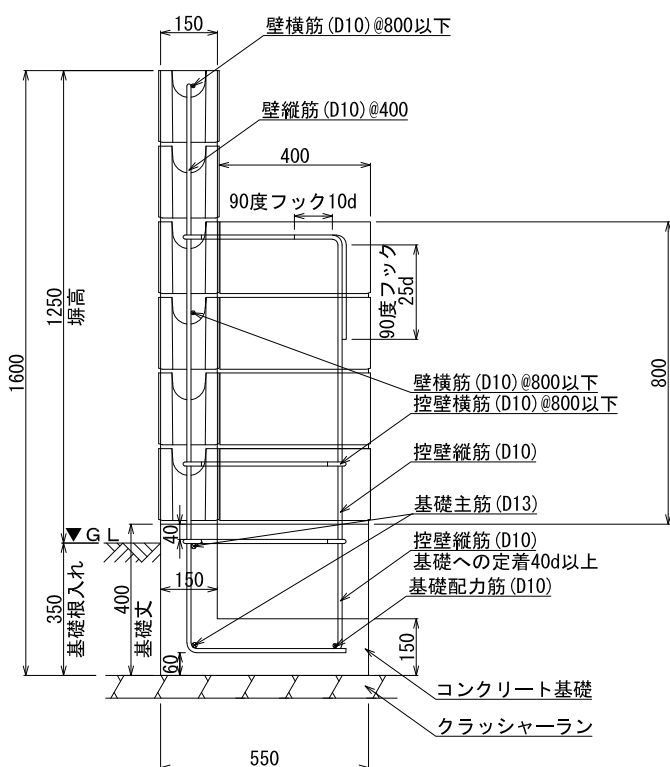 150
壁横筋(D10)@800以下
壁縦筋(D10)@400
400
90度フック10d
90度フック
25d
1250
塀高
1600
800
壁横筋(D10)@800以下
控壁横筋(D10)@800以下
控壁縦筋(D10)
基礎主筋(D13)
▼GL
40
控壁縦筋(D10)
基礎への定着40d以上
150
基礎配力筋(D10)
350
基礎根入れ
400
基礎丈
150
60
コンクリート基礎
クラッシャーラン
550